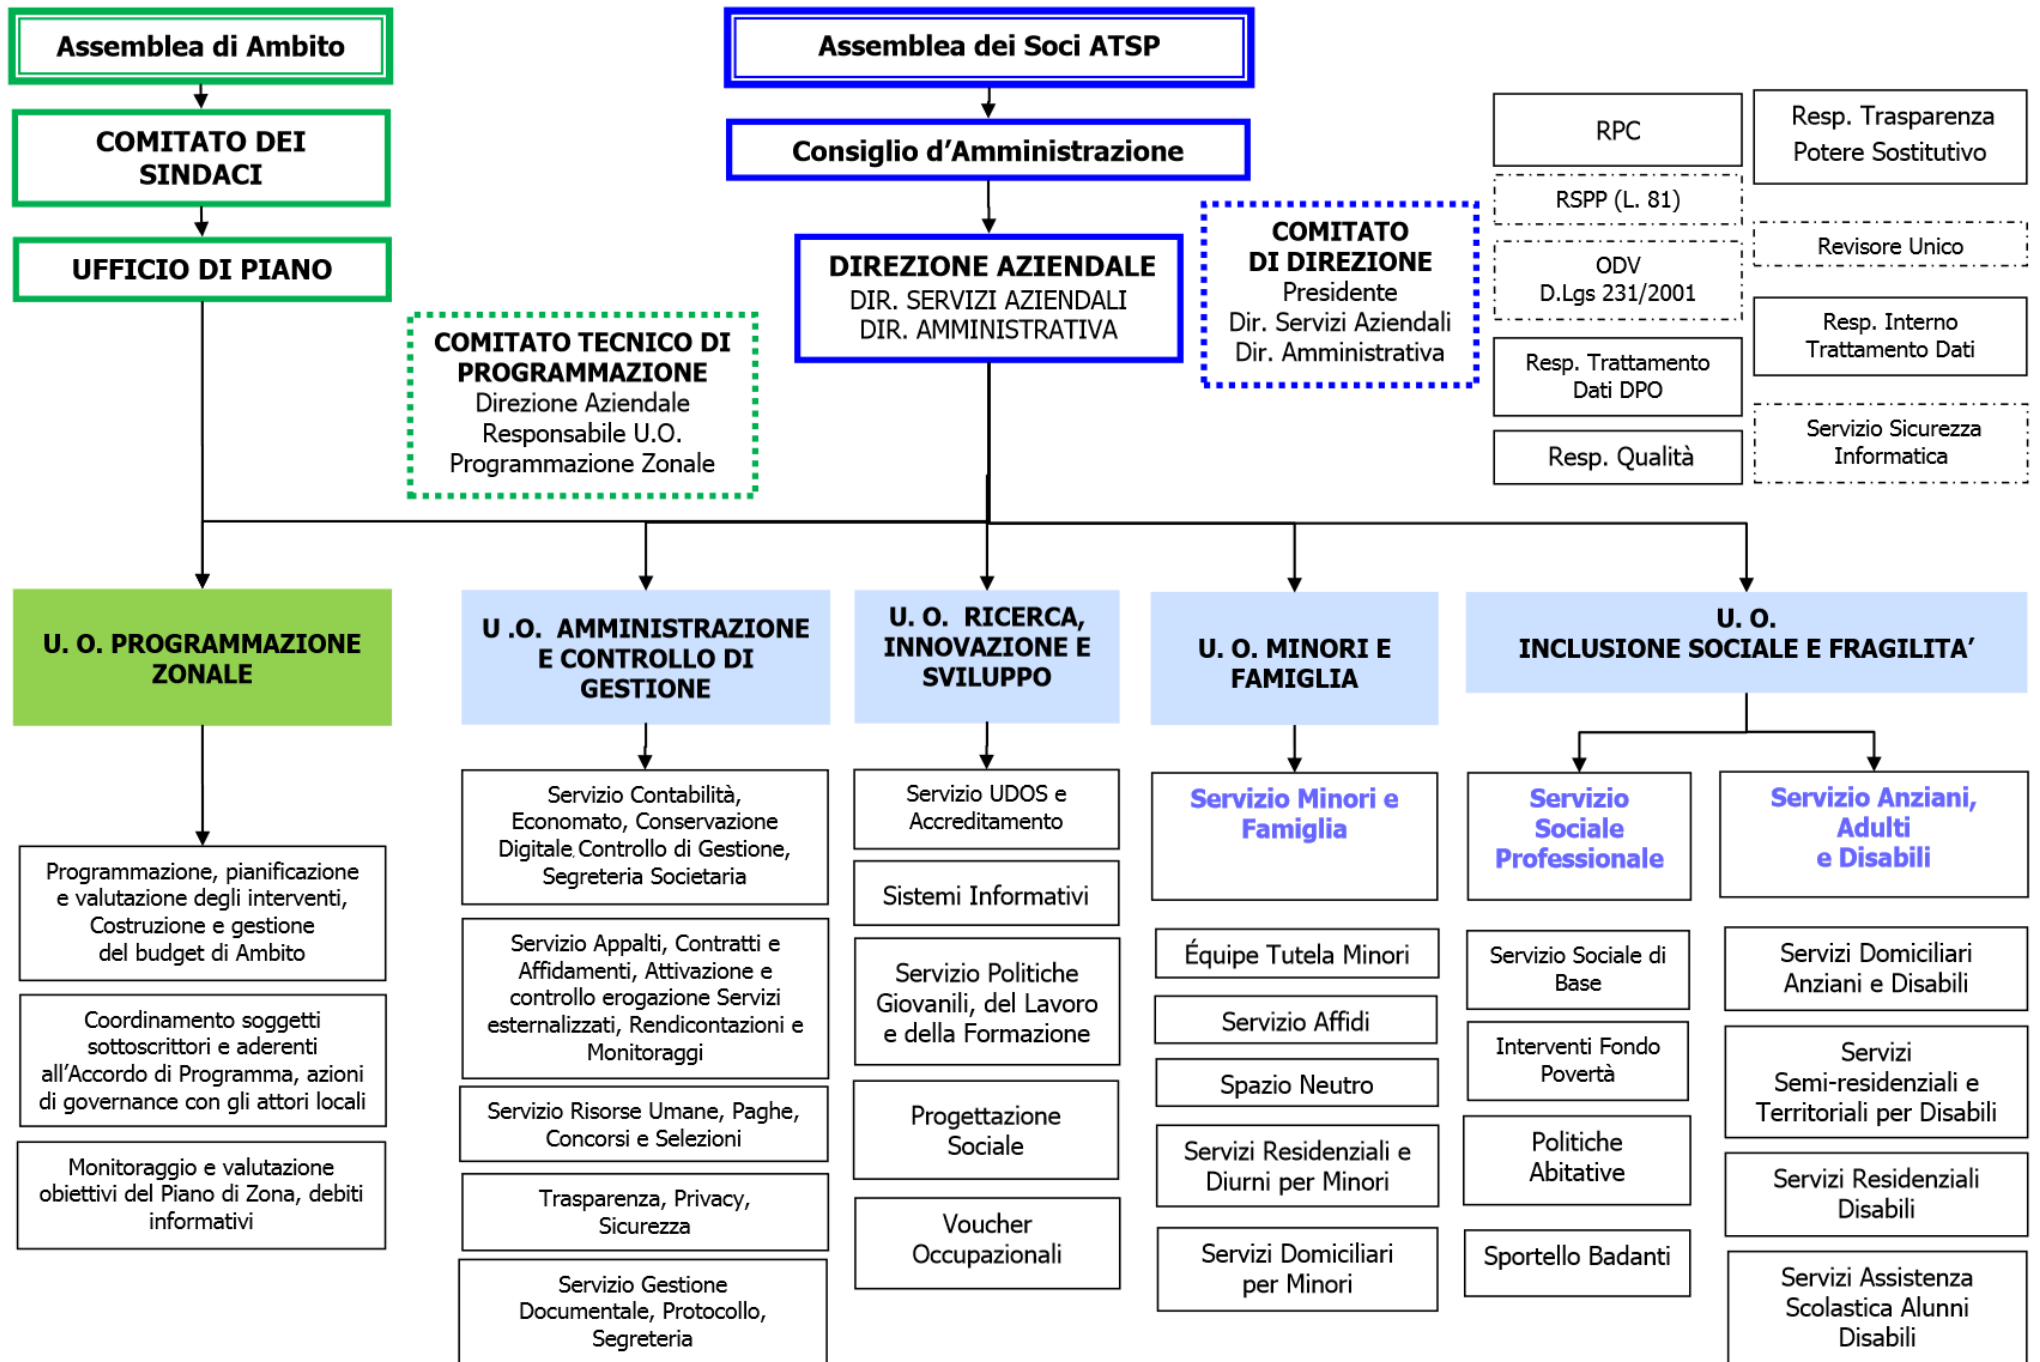 Assemblea di Ambito
COMITATO DEI
SINDACI
UFFICIO DI PIANO
COMITATO TECNICO DI
PROGRAMMAZIONE
Direzione Aziendale
Responsabile U.O.
Programmazione Zonale
Assemblea dei Soci ATSP
Consiglio d’Amministrazione
DIREZIONE AZIENDALE
DIR. SERVIZI AZIENDALI
DIR. AMMINISTRATIVA
COMITATO
DI DIREZIONE
Presidente
Dir. Servizi Aziendali
Dir. Amministrativa
RPC
RSPP (L. 81)
ODV
D.Lgs 231/2001
Resp. Trattamento
Dati DPO
Resp. Qualità
Resp. Trasparenza
Potere Sostitutivo
Revisore Unico
Resp. Interno
Trattamento Dati
Servizio Sicurezza
Informatica
U. O. PROGRAMMAZIONE
ZONALE
Programmazione, pianificazione
e valutazione degli interventi,
Costruzione e gestione
del budget di Ambito
Coordinamento soggetti
sottoscrittori e aderenti
all’Accordo di Programma, azioni
di governance con gli attori locali
Monitoraggio e valutazione
obiettivi del Piano di Zona, debiti
informativi
U .O. AMMINISTRAZIONE
E CONTROLLO DI
GESTIONE
Servizio Contabilità,
Economato, Conservazione
Digitale, Controllo di Gestione,
Segreteria Societaria
Servizio Appalti, Contratti e
Affidamenti, Attivazione e
controllo erogazione Servizi
esternalizzati, Rendicontazioni e
Monitoraggi
Servizio Risorse Umane, Paghe,
Concorsi e Selezioni
Trasparenza, Privacy,
Sicurezza
Servizio Gestione
Documentale, Protocollo,
Segreteria
U. O. RICERCA,
INNOVAZIONE E
SVILUPPO
Servizio UDOS e
Accreditamento
Sistemi Informativi
Servizio Politiche
Giovanili, del Lavoro
e della Formazione
Progettazione
Sociale
Voucher
Occupazionali
U. O. MINORI E
FAMIGLIA
Servizio Minori e
Famiglia
Équipe Tutela Minori
Servizio Affidi
Spazio Neutro
Servizi Residenziali e
Diurni per Minori
Servizi Domiciliari
per Minori
U. O.
INCLUSIONE SOCIALE E FRAGILITA’
Servizio
Sociale
Professionale
Servizio Sociale di
Base
Interventi Fondo
Povertà
Politiche
Abitative
Sportello Badanti
Servizio Anziani,
Adulti
e Disabili
Servizi Domiciliari
Anziani e Disabili
Servizi
Semi-residenziali e
Territoriali per Disabili
Servizi Residenziali
Disabili
Servizi Assistenza
Scolastica Alunni
Disabili